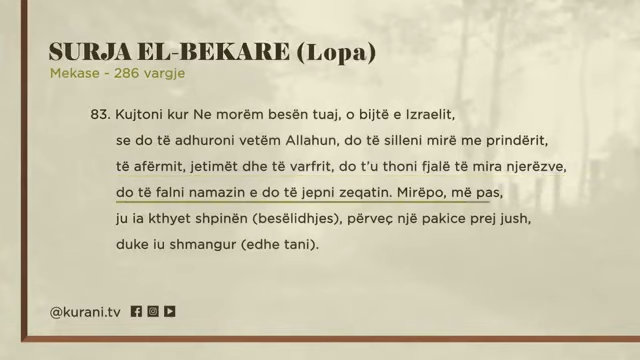 SURJA EL-BEKARE (Lopa)
Mekase - 286 vargje
83. Kujtoni kur Ne morëm besën tuaj, o bijtë e Izraelit,
se do të adhuroni vetëm Allahun, do të silleni mirë me prindërit,
të afërmit, jetimët dhe të varfrit, do t'u thoni fjalë të mira njerëzve,
do të falni namazin e do të jepni zeqatin. Mirëpo, më pas,
ju ia kthyet shpinën (besëlidhjes), përveç një pakice prej jush,
duke iu shmangur (edhe tani).
@kurani.tv